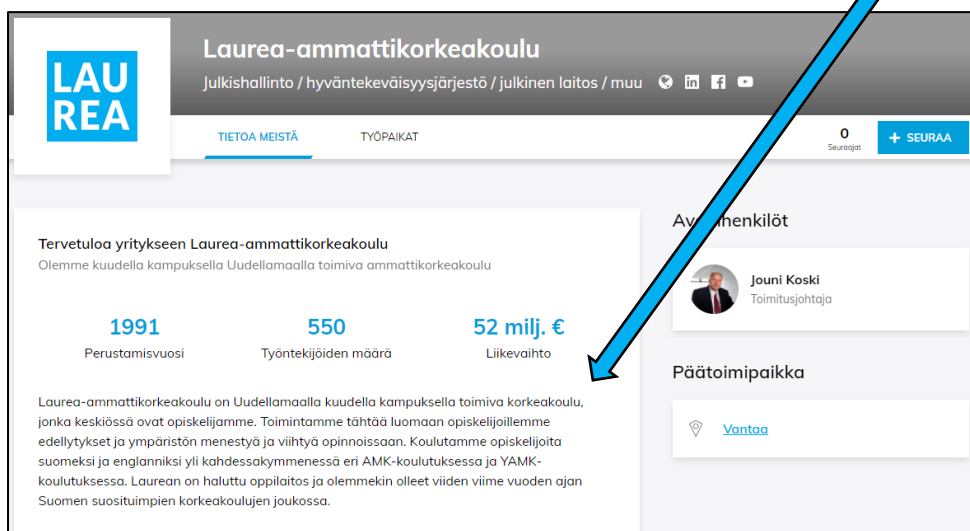 LAU
REA
Laurea-ammattikorkeakoulu
Julkishallinto / hyväntekeväisyysjärjestö / julkinen laitos / muu
TIETOA MEISTÄ
TYÖPAIKAT
0
Seuraajat
+ SEURAA
Tervetuloa yritykseen Laurea-ammattikorkeakoulu
Olemme kuudella kampuksella Uudellamaalla toimiva ammattikorkeakoulu
1991
Perustamisvuosi
550
Työntekijöiden määrä
52 milj. €
Liikevaihto
Laurea-ammattikorkeakoulu on Uudellamaalla kuudella kampuksella toimiva korkeakoulu,
jonka keskiössä ovat opiskelijamme. Toimintamme tähtää luomaan opiskelijoillemme
edellytykset ja ympäristön menestyä ja viihtyä opinnoissaan. Koulutamme opiskelijoita
suomeksi ja englanniksi yli kahdessakymmenessä eri AMK-koulutuksessa ja YAMK-
koulutuksessa. Laurean on haluttu oppilaitos ja olemmekin olleet viiden viime vuoden ajan
Suomen suosituimpien korkeakoulujen joukossa.
Jouni Koski
Toimitusjohtaja
Päätoimipaikka
Vantaa